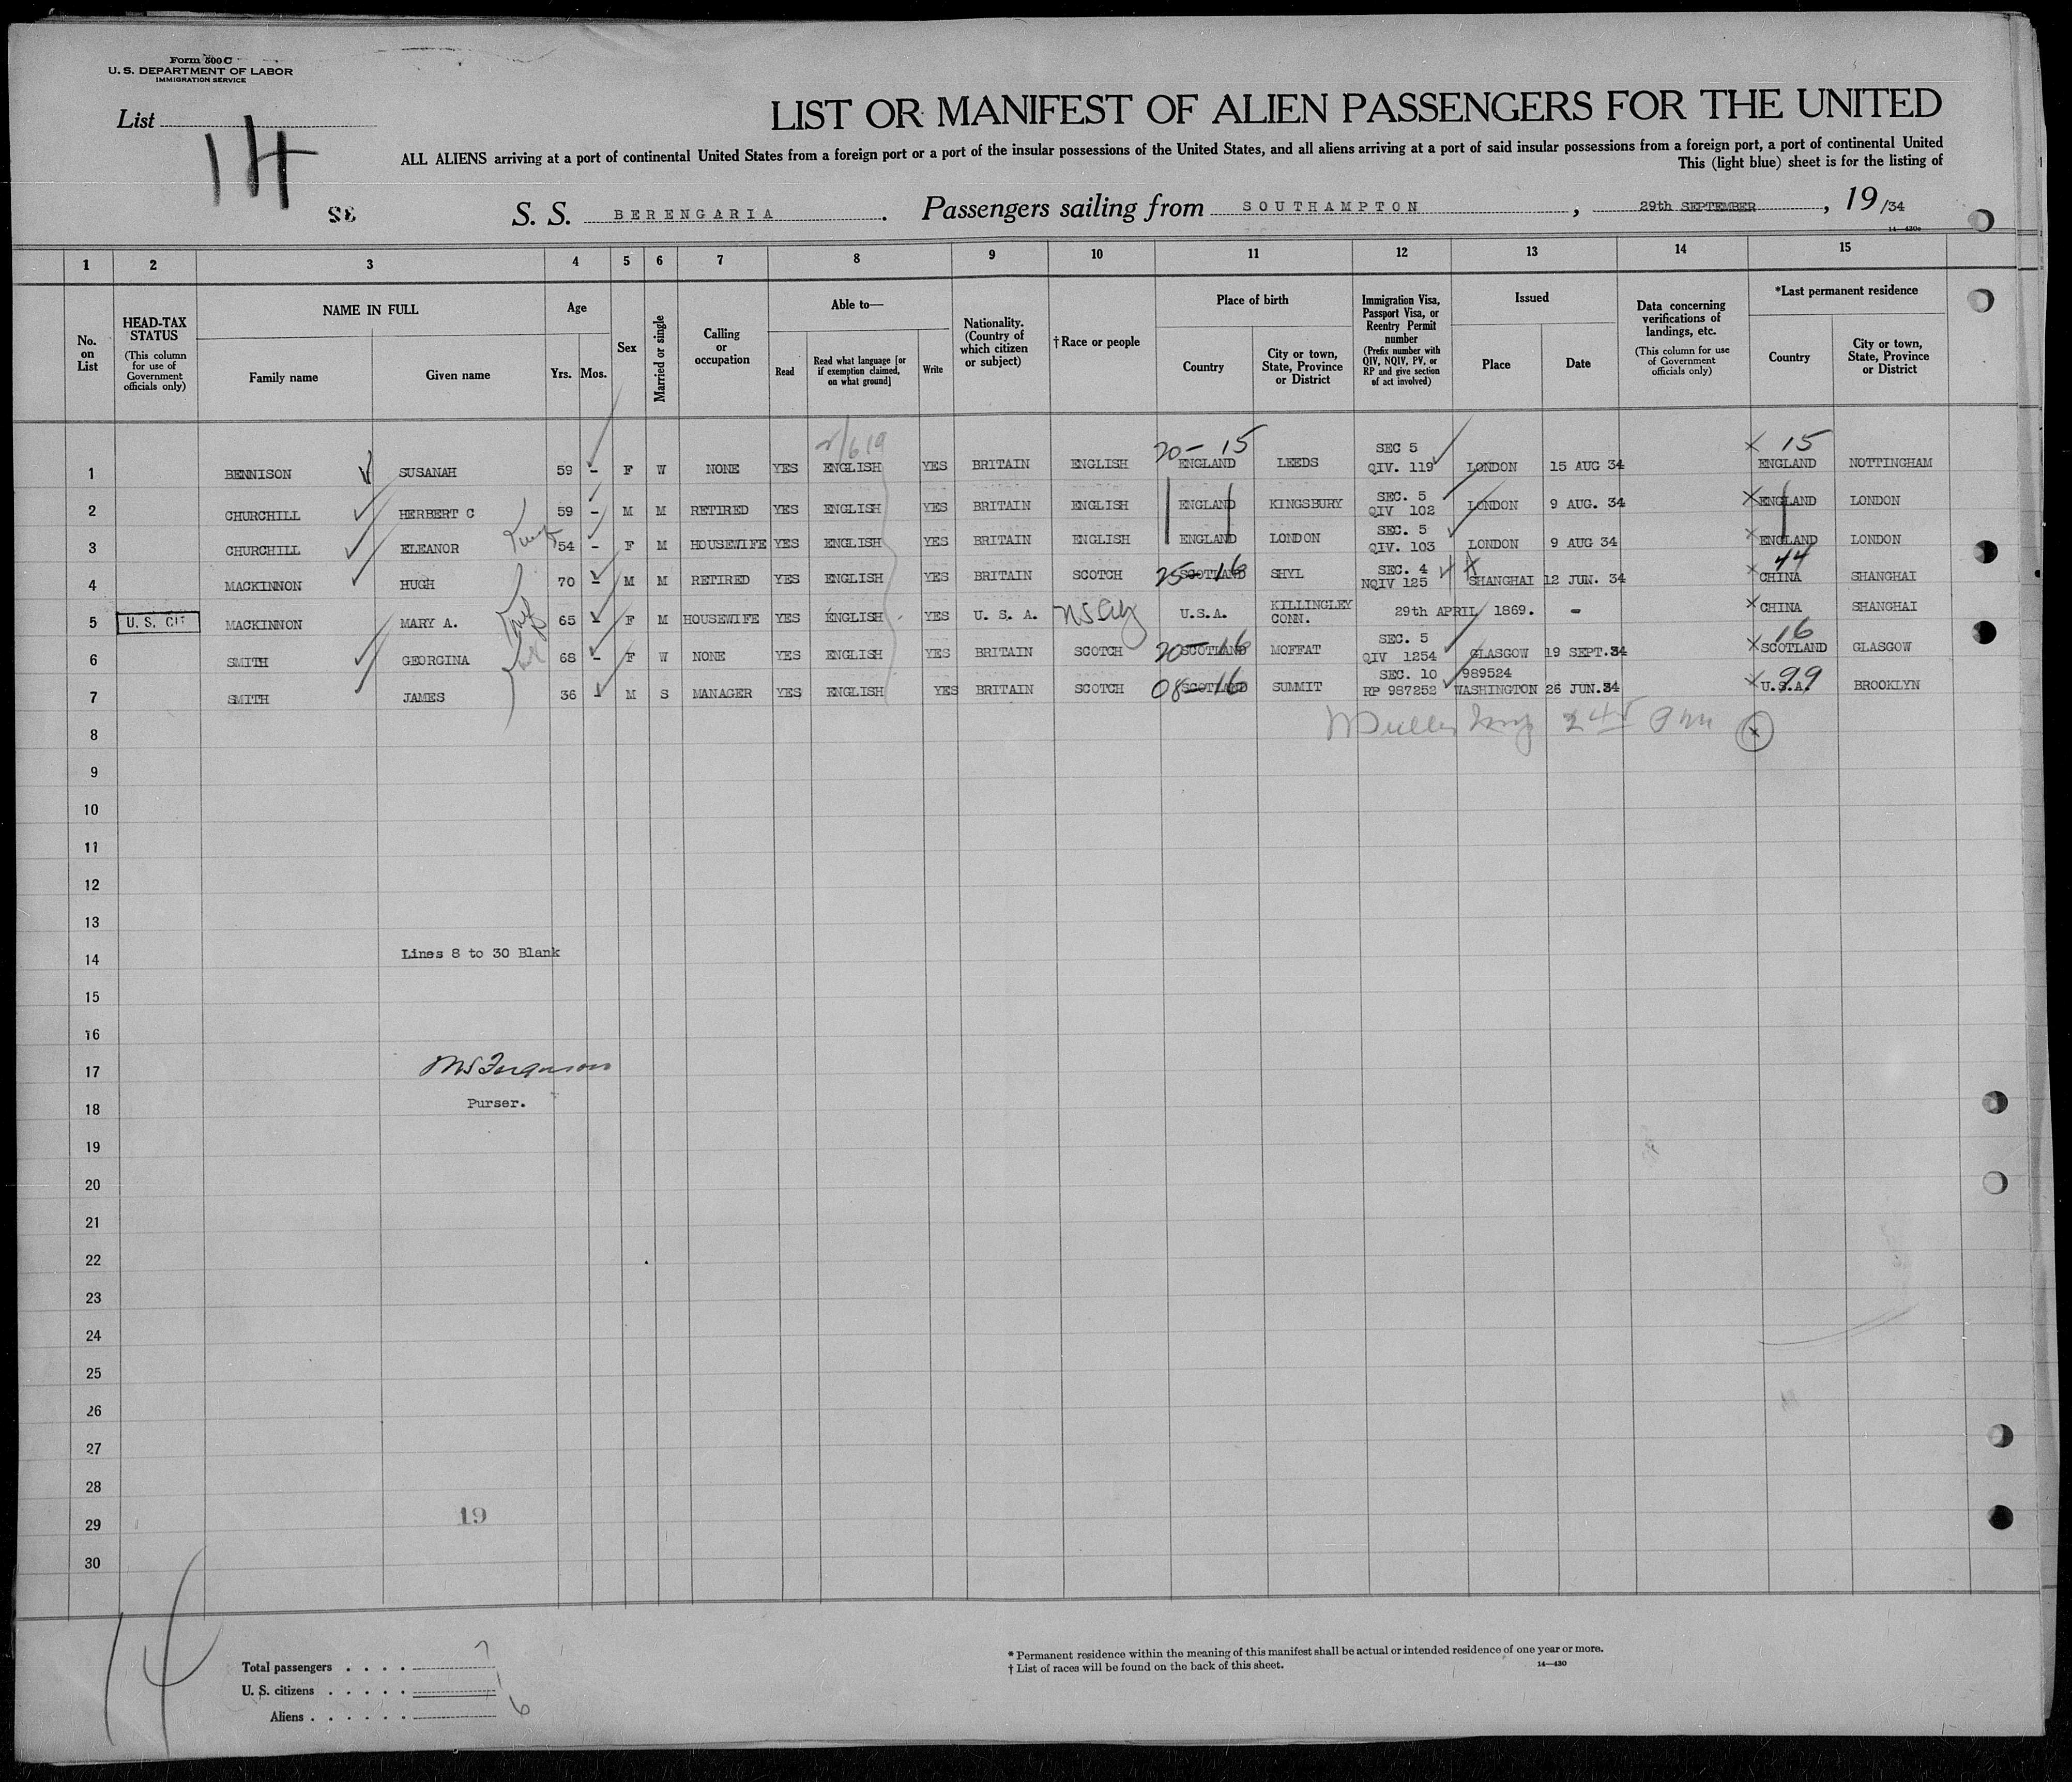 Form 500 C
U. S. DEPARTMENT OF LABOR
IMMIGRATION SERVICE
List
14
LIST OR MANIFEST OF ALIEN PASSENGERS FOR THE UNITED
ALL ALIENS arriving at a port of continental United States from a foreign port or a port of the insular possessions of the United States, and all aliens arriving at a port of said insular possessions from a foreign port, a port of continental United
This (light blue) sheet is for the listing of
S. S. BERENGARIA. Passengers sailing from SOUTHAMPTON, 29th SEPTEMBER, 19/34
14—430a
1 2 3 4 5 6 7 8 9 10 11 12 13 14 15
No. on List
HEAD-TAX STATUS (This column for use of Government officials only)
NAME IN FULL Family name Given name
Age Yrs. Mos.
Sex
Married or single
Calling or occupation
Able to— Read Read what language [or if exemption claimed, on what ground] Write
Nationality. (Country of which citizen or subject)
†Race or people
Place of birth Country City or town, State, Province or District
Immigration Visa, Passport Visa, or Reentry Permit number (Prefix number with QIV, NQIV, PV, or RP and give section of act involved)
Issued Place Date
Data concerning verifications of landings, etc. (This column for use of Government officials only)
*Last permanent residence Country City or town, State, Province or District
20-15 15
1 BENNISON SUSANAH 59 - F W NONE YES ENGLISH YES BRITAIN ENGLISH ENGLAND LEEDS SEC 5 QIV. 119 LONDON 15 AUG 34 ENGLAND NOTTINGHAM
2 CHURCHILL HERBERT C 59 - M M RETIRED YES ENGLISH YES BRITAIN ENGLISH ENGLAND KINGSBURY SEC. 5 QIV 102 LONDON 9 AUG. 34 ENGLAND LONDON
3 CHURCHILL ELEANOR 54 - F M HOUSEWIFE YES ENGLISH YES BRITAIN ENGLISH ENGLAND LONDON SEC. 5 QIV. 103 LONDON 9 AUG 34 ENGLAND LONDON
4 MACKINNON HUGH 70 - M M RETIRED YES ENGLISH YES BRITAIN SCOTCH 25-16 SCOTLAND SHYL SEC. 4 NQIV 125 SHANGHAI 12 JUN. 34 44 CHINA SHANGHAI
5 U. S. CIT MACKINNON MARY A. 65 - F M HOUSEWIFE YES ENGLISH YES U. S. A. U.S.A. KILLINGLEY CONN. 29th APRIL 1869. - CHINA SHANGHAI
6 SMITH GEORGINA 68 - F W NONE YES ENGLISH YES BRITAIN SCOTCH 20-16 SCOTLAND MOFFAT SEC. 5 QIV 1254 GLASGOW 19 SEPT.34 16 SCOTLAND GLASGOW
7 SMITH JAMES 36 - M S MANAGER YES ENGLISH YES BRITAIN SCOTCH 08-16 SCOTLAND SUMMIT SEC. 10 RP 987252 989524 WASHINGTON 26 JUN.34 99 U.S.A. BROOKLYN
8
9
10
11
12
13
14 Lines 8 to 30 Blank
15
16
17
18 Purser.
19
20
21
22
23
24
25
26
27
28
29 19
30
14
Total passengers . . . . 7
U. S. citizens . . . . . 1
Aliens . . . . . . 6
* Permanent residence within the meaning of this manifest shall be actual or intended residence of one year or more.
† List of races will be found on the back of this sheet.
14—430